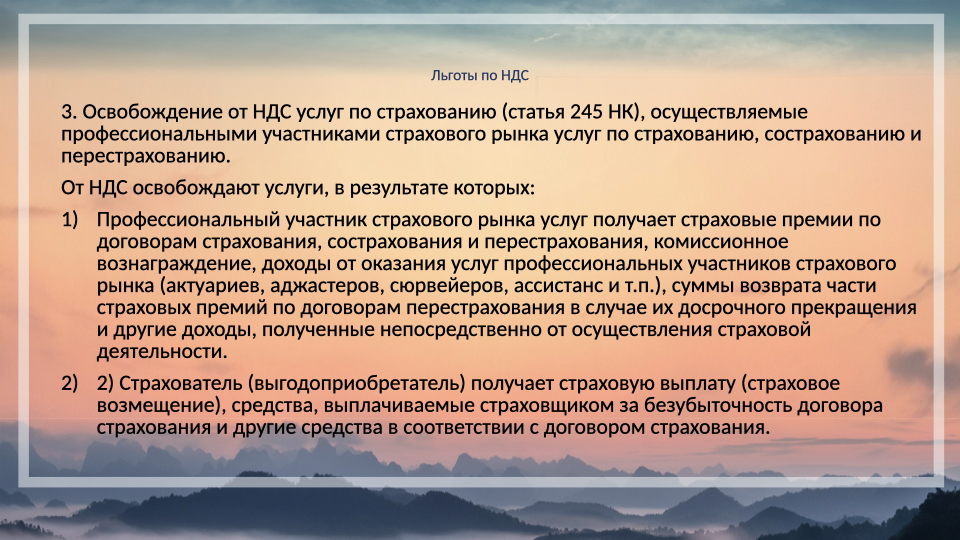 Льготы по НДС
3. Освобождение от НДС услуг по страхованию (статья 245 НК), осуществляемые
профессиональными участниками страхового рынка услуг по страхованию, сострахованию и
перестрахованию.
От НДС освобождают услуги, в результате которых:
1) Профессиональный участник страхового рынка услуг получает страховые премии по
договорам страхования, сострахования и перестрахования, комиссионное
вознаграждение, доходы от оказания услуг профессиональных участников страхового
рынка (актуариев, аджастеров, сюрвейеров, ассистанс и т.п.), суммы возврата части
страховых премий по договорам перестрахования в случае их досрочного прекращения
и другие доходы, полученные непосредственно от осуществления страховой
деятельности.
2) 2) Страхователь (выгодоприобретатель) получает страховую выплату (страховое
возмещение), средства, выплачиваемые страховщиком за безубыточность договора
страхования и другие средства в соответствии с договором страхования.